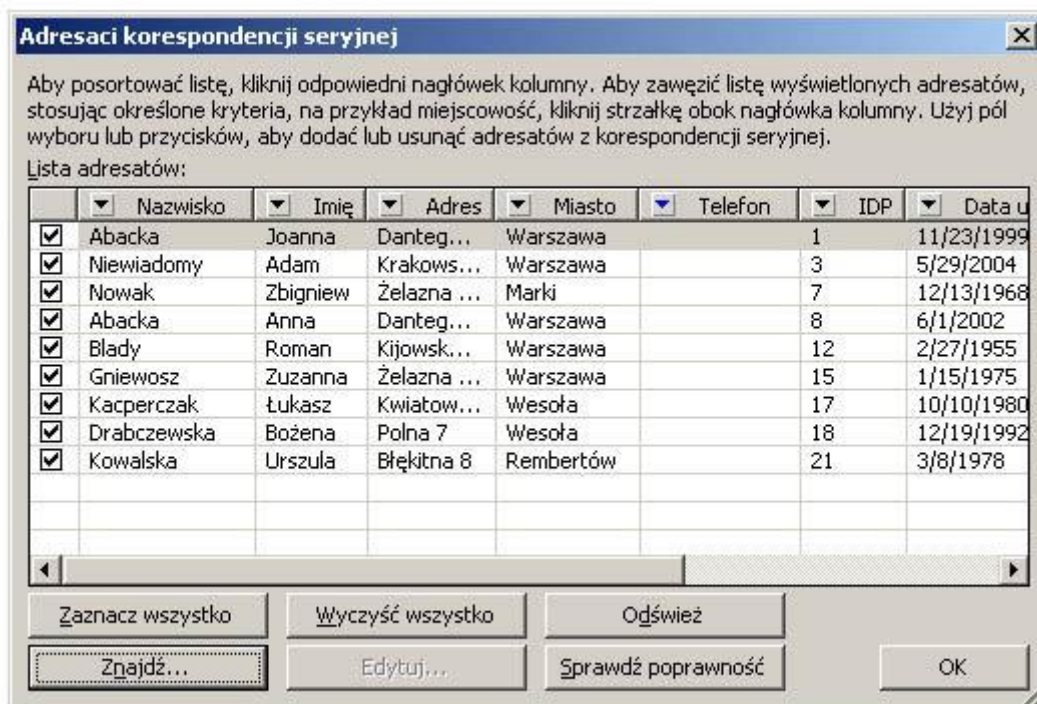 Adresaci korespondencji seryjnej
Aby posortować listę, kliknij odpowiedni nagłówek kolumny. Aby zawęzić listę wyświetlonych adresatów,
stosując określone kryteria, na przykład miejscowość, kliknij strzałkę obok nagłówka kolumny. Użyj pól
wyboru lub przycisków, aby dodać lub usunąć adresatów z korespondencji seryjnej.
Lista adresatów:
Nazwisko Imię Adres Miasto Telefon IDP Data u
Abacka Joanna Danteg... Warszawa 1 11/23/1999
Niewiadomy Adam Krakows... Warszawa 3 5/29/2004
Nowak Zbigniew Żelazna ... Marki 7 12/13/1968
Abacka Anna Danteg... Warszawa 8 6/1/2002
Blady Roman Kijowsk... Warszawa 12 2/27/1955
Gniewosz Zuzanna Żelazna ... Warszawa 15 1/15/1975
Kacperczak Łukasz Kwiatow... Wesoła 17 10/10/1980
Drabczewska Bożena Polna 7 Wesoła 18 12/19/1992
Kowalska Urszula Błękitna 8 Rembertów 21 3/8/1978
Zaznacz wszystko Wyczyść wszystko Odśwież
Znajdź... Edytuj... Sprawdź poprawność OK